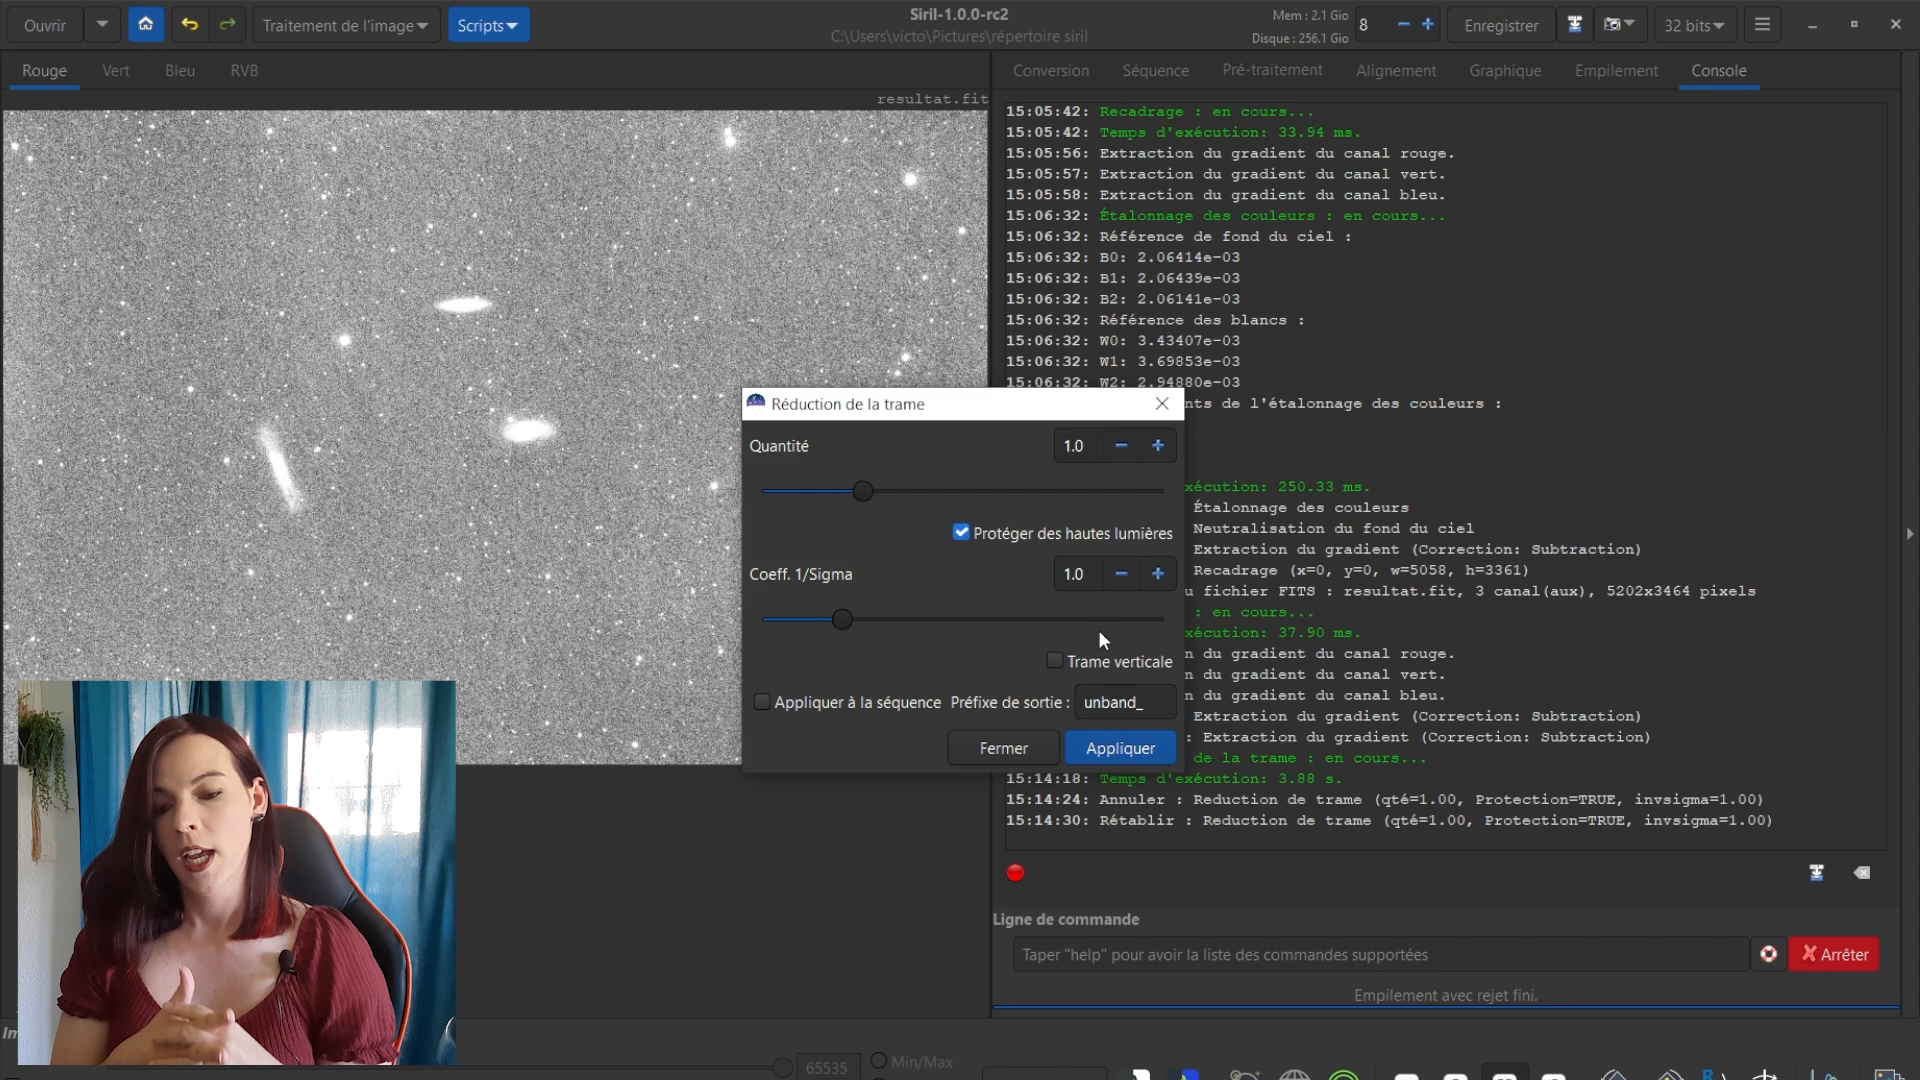 Ouvrir
Traitement de l'image
Scripts
Siril-1.0.0-rc2
C:\Users\victo\Pictures\répertoire siril
Mem : 2.1 Gio
Disque : 256.1 Gio
8
Enregistrer
32 bits
Rouge
Vert
Bleu
RVB
resultat.fit
Conversion
Séquence
Pré-traitement
Alignement
Graphique
Empilement
Console
15:05:42: Recadrage : en cours...
15:05:42: Temps d'exécution: 33.94 ms.
15:05:56: Extraction du gradient du canal rouge.
15:05:57: Extraction du gradient du canal vert.
15:05:58: Extraction du gradient du canal bleu.
15:06:32: Étalonnage des couleurs : en cours...
15:06:32: Référence de fond du ciel :
15:06:32: B0: 2.06414e-03
15:06:32: B1: 2.06439e-03
15:06:32: B2: 2.06141e-03
15:06:32: Référence des blancs :
15:06:32: W0: 3.43407e-03
15:06:32: W1: 3.69853e-03
15:06:32: W2: 2.94880e-03
nts de l'étalonnage des couleurs :
xécution: 250.33 ms.
Étalonnage des couleurs
Neutralisation du fond du ciel
Extraction du gradient (Correction: Subtraction)
Recadrage (x=0, y=0, w=5058, h=3361)
u fichier FITS : resultat.fit, 3 canal(aux), 5202x3464 pixels
: en cours...
xécution: 37.90 ms.
n du gradient du canal rouge.
n du gradient du canal vert.
n du gradient du canal bleu.
Extraction du gradient (Correction: Subtraction)
: Extraction du gradient (Correction: Subtraction)
de la trame : en cours...
15:14:18: Temps d'exécution: 3.88 s.
15:14:24: Annuler : Reduction de trame (qté=1.00, Protection=TRUE, invsigma=1.00)
15:14:30: Rétablir : Reduction de trame (qté=1.00, Protection=TRUE, invsigma=1.00)
Réduction de la trame
Quantité
1.0
Protéger des hautes lumières
Coeff. 1/Sigma
1.0
Trame verticale
Appliquer à la séquence
Préfixe de sortie :
unband_
Fermer
Appliquer
Ligne de commande
Taper "help" pour avoir la liste des commandes supportées
Arrêter
Empilement avec rejet fini.
65535
Min/Max